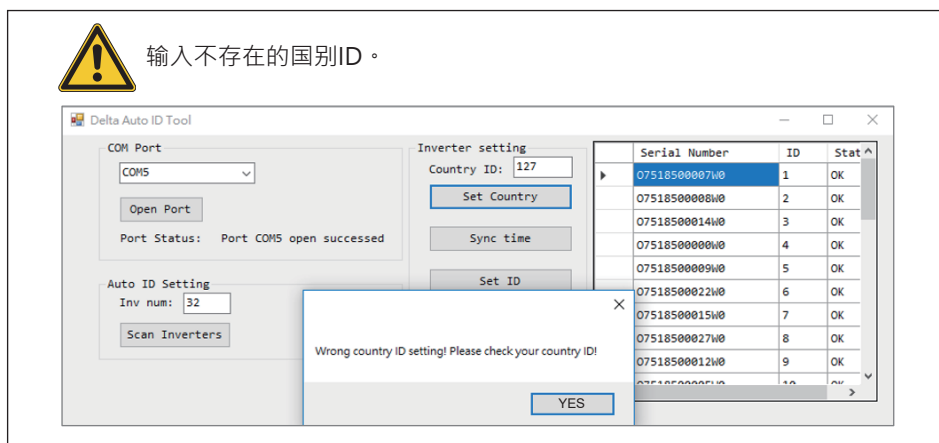 输入不存在的国别ID。
Delta Auto ID Tool
COM Port
COM5
Open Port
Port Status: Port COM5 open successed
Auto ID Setting
Inv num: 32
Scan Inverters
Inverter setting
Country ID: 127
Set Country
Sync time
Set ID
Serial Number ID Stat
O7518500007W0 1 OK
O7518500008W0 2 OK
O7518500014W0 3 OK
O7518500000W0 4 OK
O7518500009W0 5 OK
O7518500022W0 6 OK
O7518500015W0 7 OK
O7518500027W0 8 OK
O7518500012W0 9 OK
Wrong country ID setting! Please check your country ID!
YES